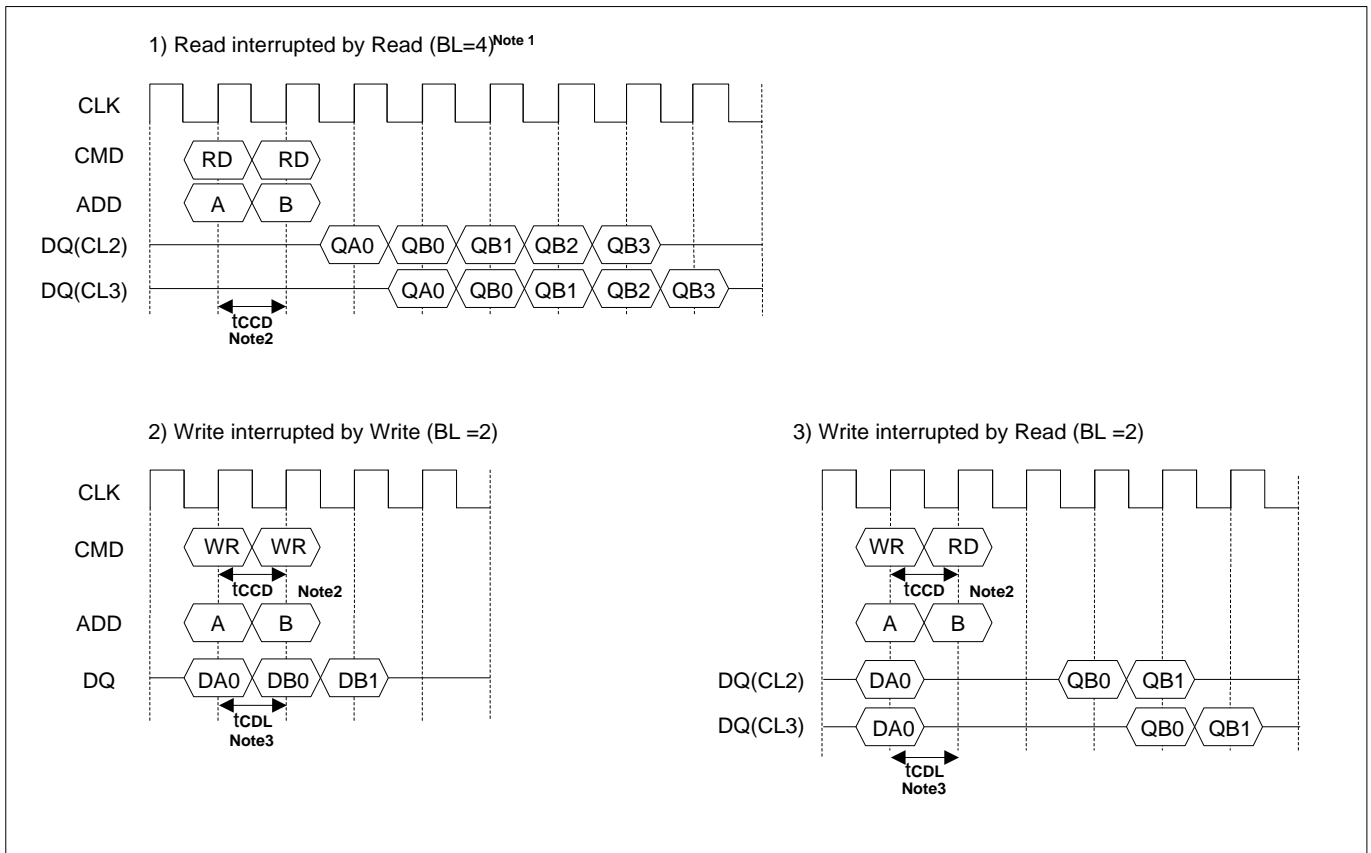 1) Read interrupted by Read (BL=4)Note 1
CLK
CMD RD RD
ADD A B
DQ(CL2) QA0 QB0 QB1 QB2 QB3
DQ(CL3) QA0 QB0 QB1 QB2 QB3
tCCD
Note2
2) Write interrupted by Write (BL =2)
CLK
CMD WR WR
tCCD Note2
ADD A B
DQ DA0 DB0 DB1
tCDL
Note3
3) Write interrupted by Read (BL =2)
WR RD
tCCD Note2
A B
DQ(CL2) DA0 QB0 QB1
DQ(CL3) DA0 QB0 QB1
tCDL
Note3